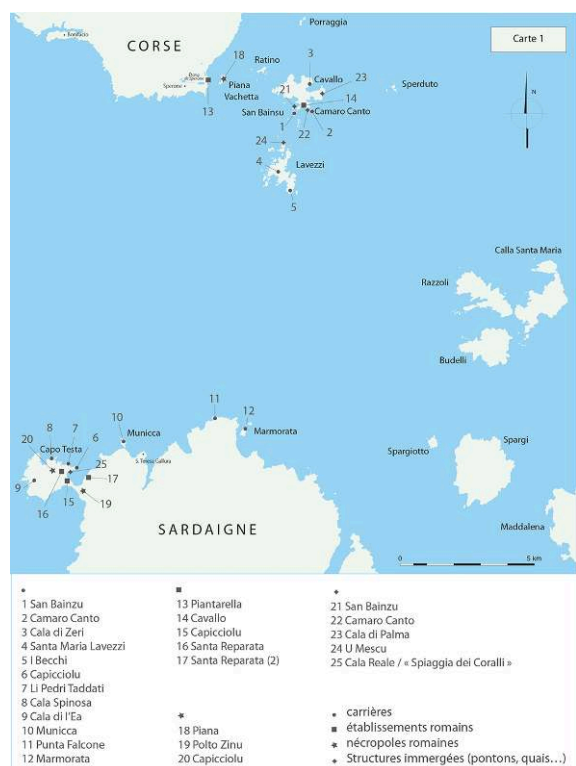 Porraggia
Carte 1
Bonifacio
CORSE
18
3
Ratino
Cavallo
23
Sperone
Piana
21
Sperduto
Vachetta
14
13
San Bainsu
Camaro Canto
1
22
2
24
N
4
Lavezzi
5
Calla Santa Maria
Razzoli
Budelli
11
12
10
8
7
Municca
Marmorata
20
Capo Testa
6
Spargiotto
Spargi
25
S. Teresa Gallura
9
17
16
15
19
Maddalena
SARDAIGNE
0
5 km
1 San Bainzu
2 Camaro Canto
3 Cala di Zeri
4 Santa Maria Lavezzi
5 I Becchi
6 Capicciolu
7 Li Pedri Taddati
8 Cala Spinosa
9 Cala di l'Ea
10 Municca
11 Punta Falcone
12 Marmorata
13 Piantarella
14 Cavallo
15 Capicciolu
16 Santa Reparata
17 Santa Reparata (2)
18 Piana
19 Polto Zinu
20 Capicciolu
21 San Bainzu
22 Camaro Canto
23 Cala di Palma
24 U Mescu
25 Cala Reale / « Spiaggia dei Coralli »
carrières
établissements romains
nécropoles romaines
Structures immergées (pontons, quais...)